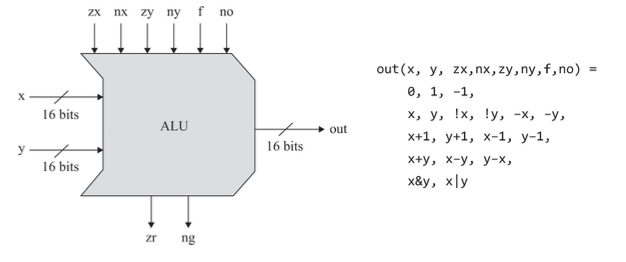 zx nx zy ny f no
x
16 bits
ALU
out
16 bits
y
16 bits
zr ng
out(x, y, zx,nx,zy,ny,f,no) =
0, 1, -1,
x, y, !x, !y, -x, -y,
x+1, y+1, x-1, y-1,
x+y, x-y, y-x,
x&y, x|y